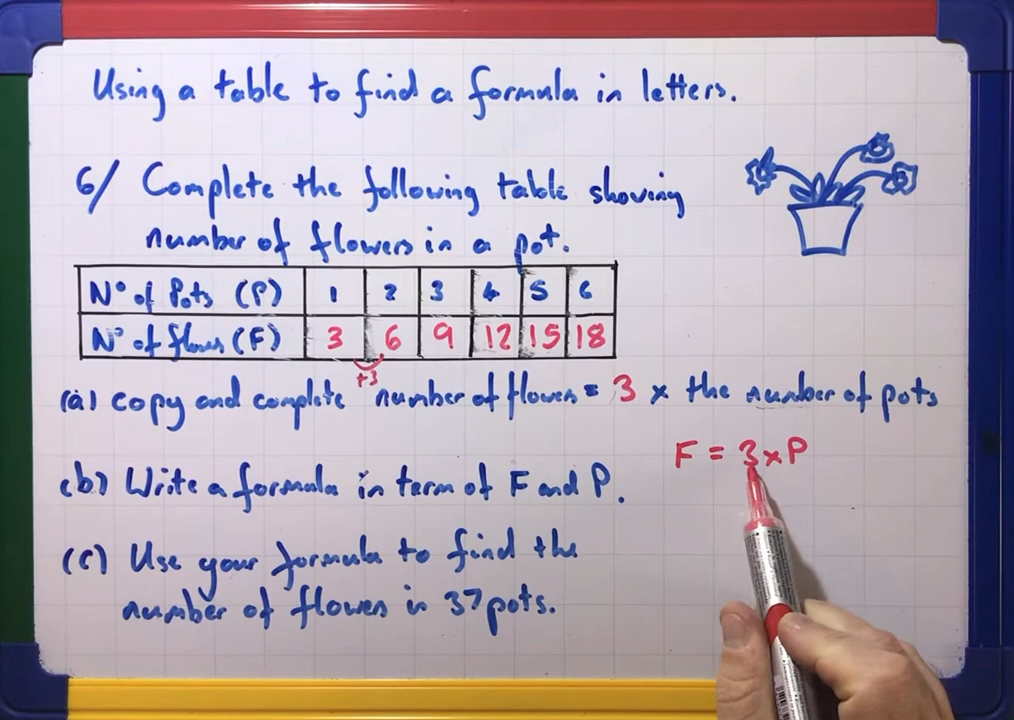 Using a table to find a formula in letters.
6/ Complete the following table showing
number of flowers in a pot.
Nº of Pots (P) 1 2 3 4 5 6
Nº of flows (F) 3 6 9 12 15 18
+3
(a) copy and complete number of flowers = 3 x the number of pots
F = 3 x P
(b) Write a formula in term of F and P.
(c) Use your formula to find the
number of flowers in 37 pots.